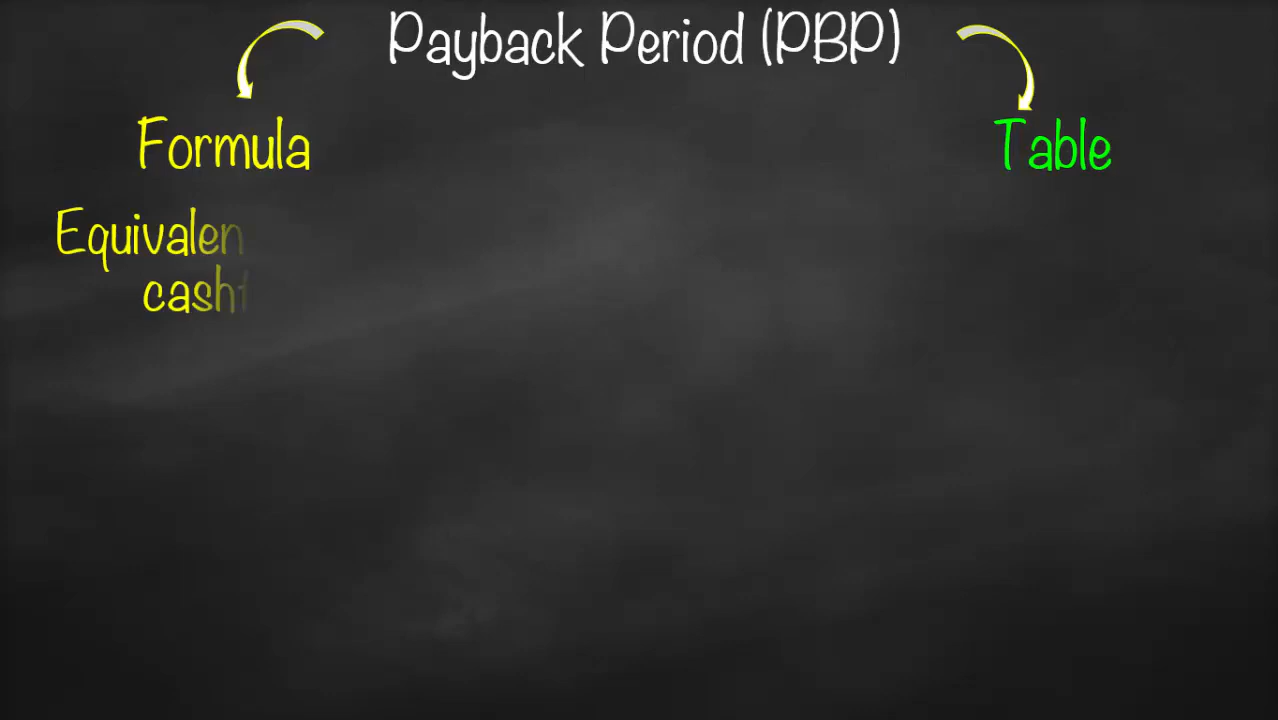 Payback Period (PBP)
Formula
Table
Equivalen
cash